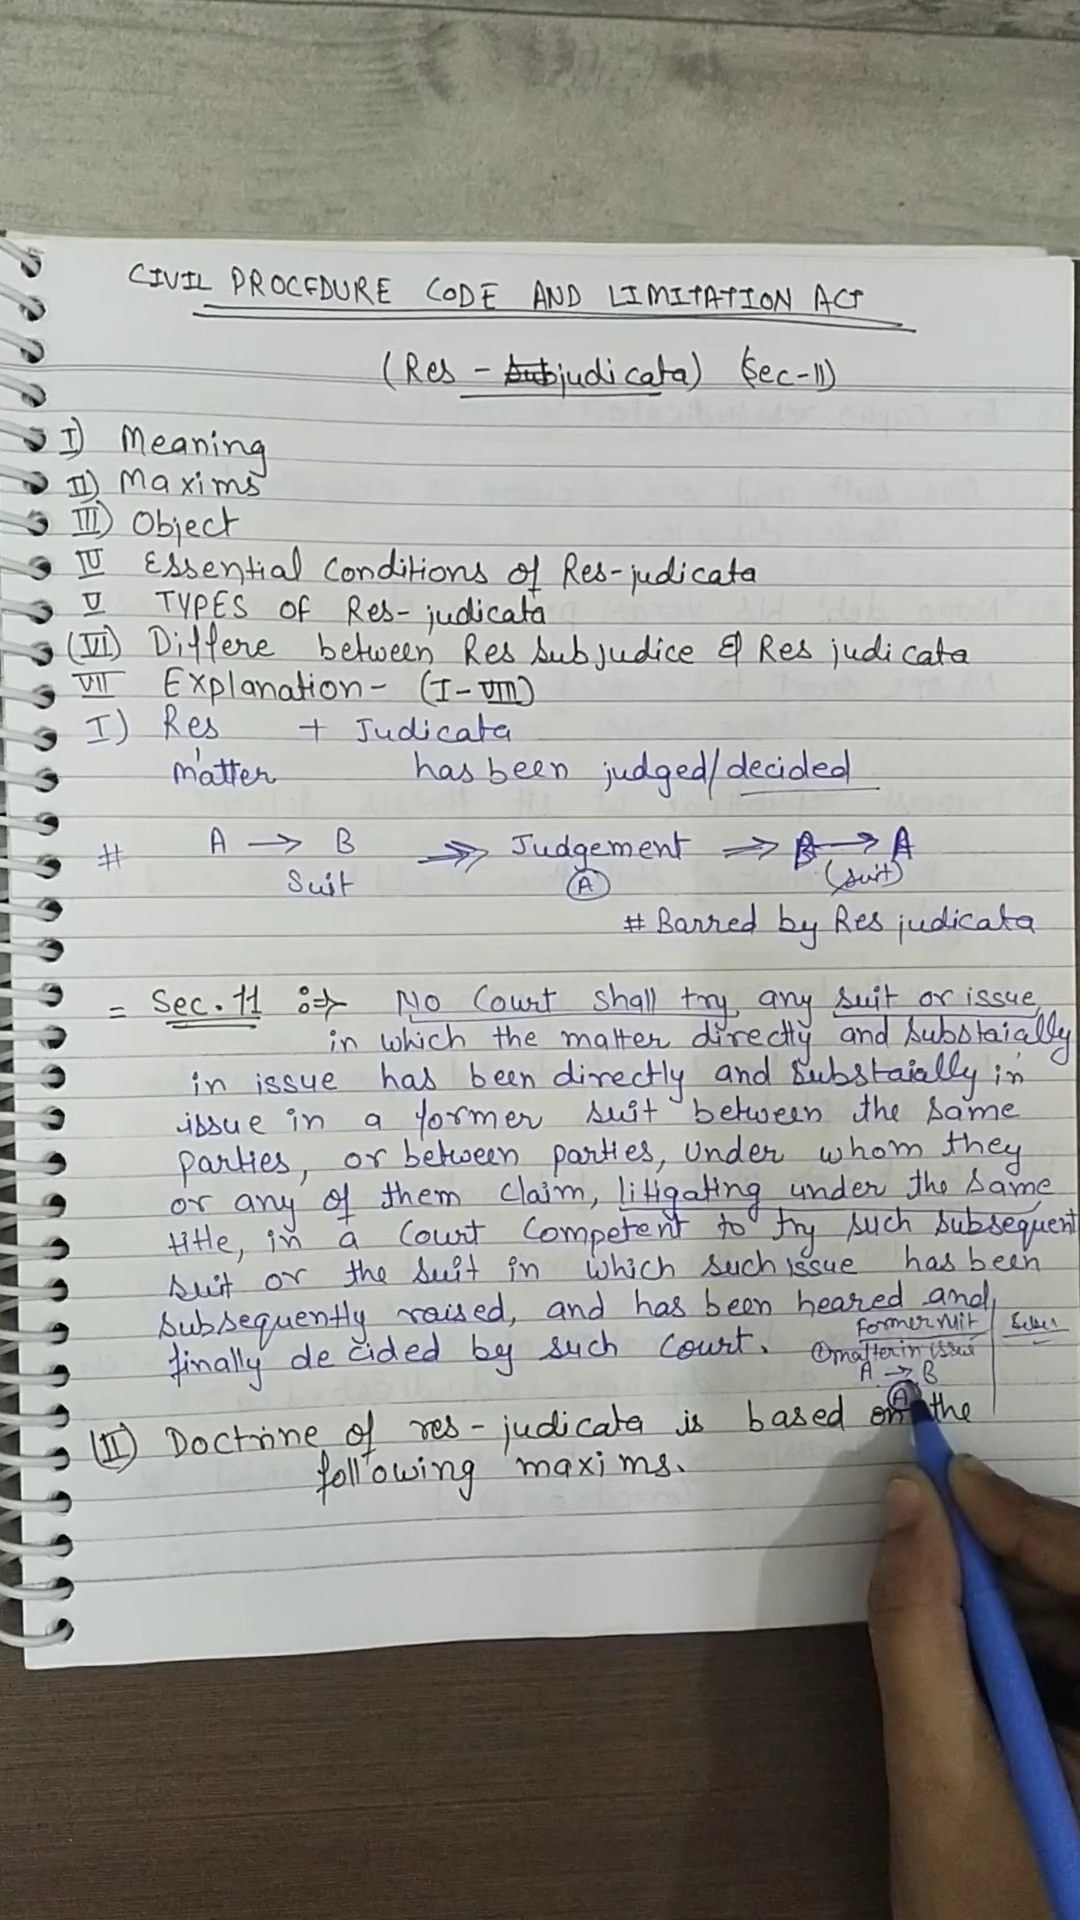 CIVIL PROCEDURE CODE AND LIMITATION ACT
(Res - judicata) (Sec-11)
I) Meaning
II) Maxims
III) Object
IV Essential Conditions of Res-judicata
V TYPES of Res-judicata
(VI) Differe between Res Subjudice & Res judicata
VII Explanation- (I-VIII)
I) Res + Judicata
matter has been judged/decided
# A → B ⇒ Judgement ⇒ B → A
Suit (A) (suit)
# Barred by Res judicata
= Sec. 11 :⇒ No Court shall try any suit or issue
in which the matter directly and substaially
in issue has been directly and substaially in
issue in a former suit between the same
parties, or between parties, under whom they
or any of them claim, litigating under the same
title, in a Court Competent to try such subsequent
suit or the suit in which such issue has been
subsequently raised, and has been heared and
finally decided by such Court.
Former suit
① matter in issue
A → B
(A)
(II) Doctrine of res-judicata is based on the
following maxims.